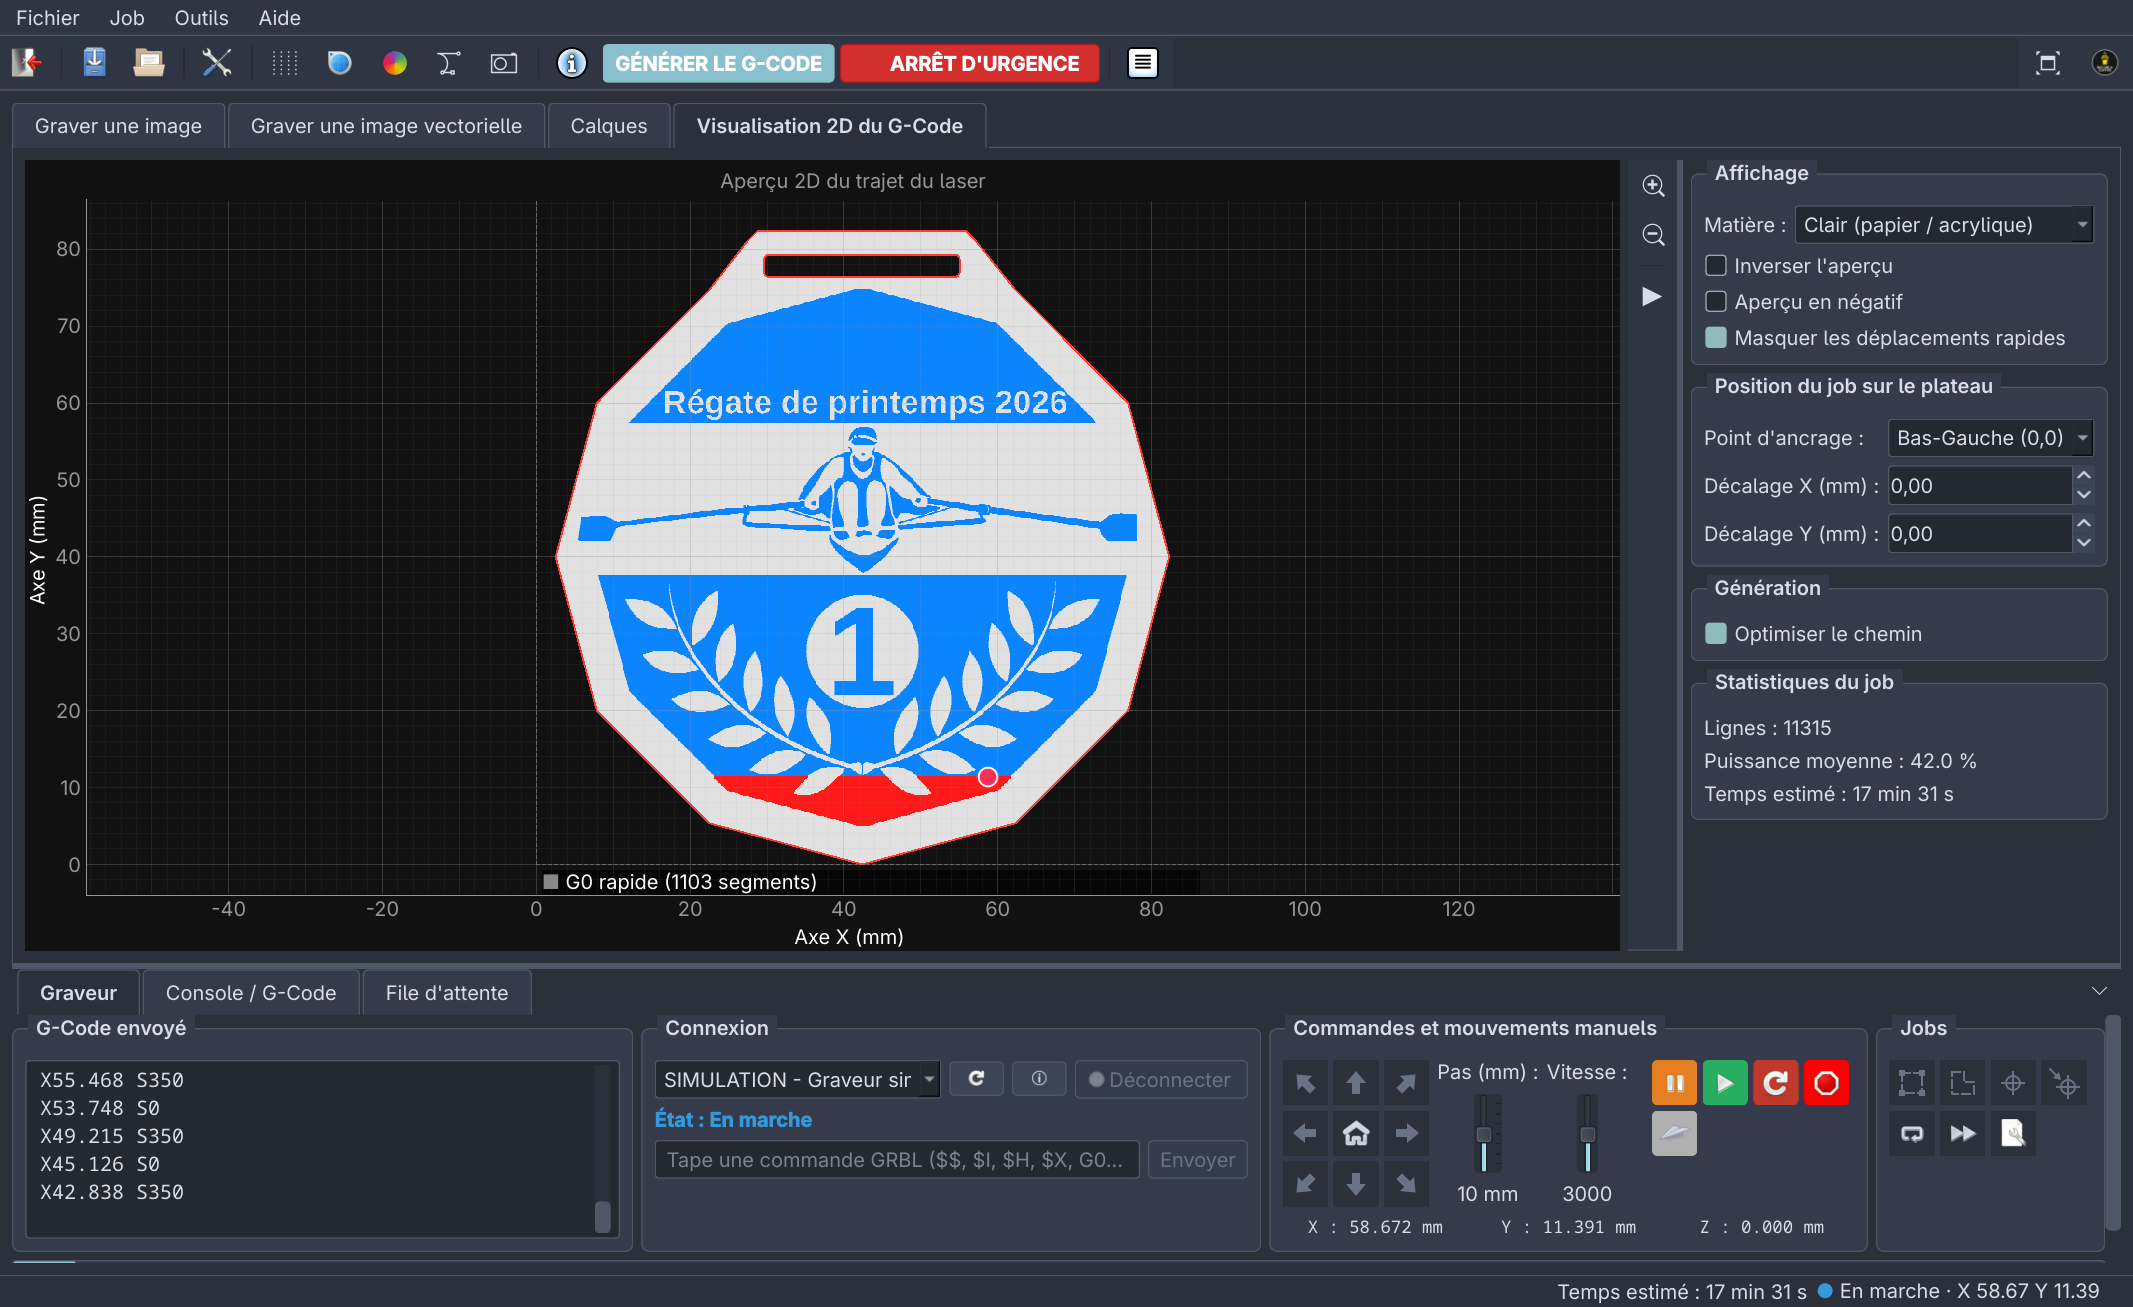 Fichier Job Outils Aide
GÉNÉRER LE G-CODE ARRÊT D'URGENCE
Graver une image Graver une image vectorielle Calques Visualisation 2D du G-Code
Aperçu 2D du trajet du laser
80
70
60
50
40
30
20
10
0
Axe Y (mm)
Régate de printemps 2026
1
G0 rapide (1103 segments)
-40 -20 0 20 40 60 80 100 120
Axe X (mm)
Affichage
Matière : Clair (papier / acrylique)
Inverser l'aperçu
Aperçu en négatif
Masquer les déplacements rapides
Position du job sur le plateau
Point d'ancrage : Bas-Gauche (0,0)
Décalage X (mm) : 0,00
Décalage Y (mm) : 0,00
Génération
Optimiser le chemin
Statistiques du job
Lignes : 11315
Puissance moyenne : 42.0 %
Temps estimé : 17 min 31 s
Graveur Console / G-Code File d'attente
G-Code envoyé
X55.468 S350
X53.748 S0
X49.215 S350
X45.126 S0
X42.838 S350
Connexion
SIMULATION - Graveur sir Déconnecter
État : En marche
Tape une commande GRBL ($$, $I, $H, $X, G0... Envoyer
Commandes et mouvements manuels
Pas (mm) : Vitesse :
10 mm 3000
X : 58.672 mm Y : 11.391 mm Z : 0.000 mm
Jobs
Temps estimé : 17 min 31 s En marche · X 58.67 Y 11.39